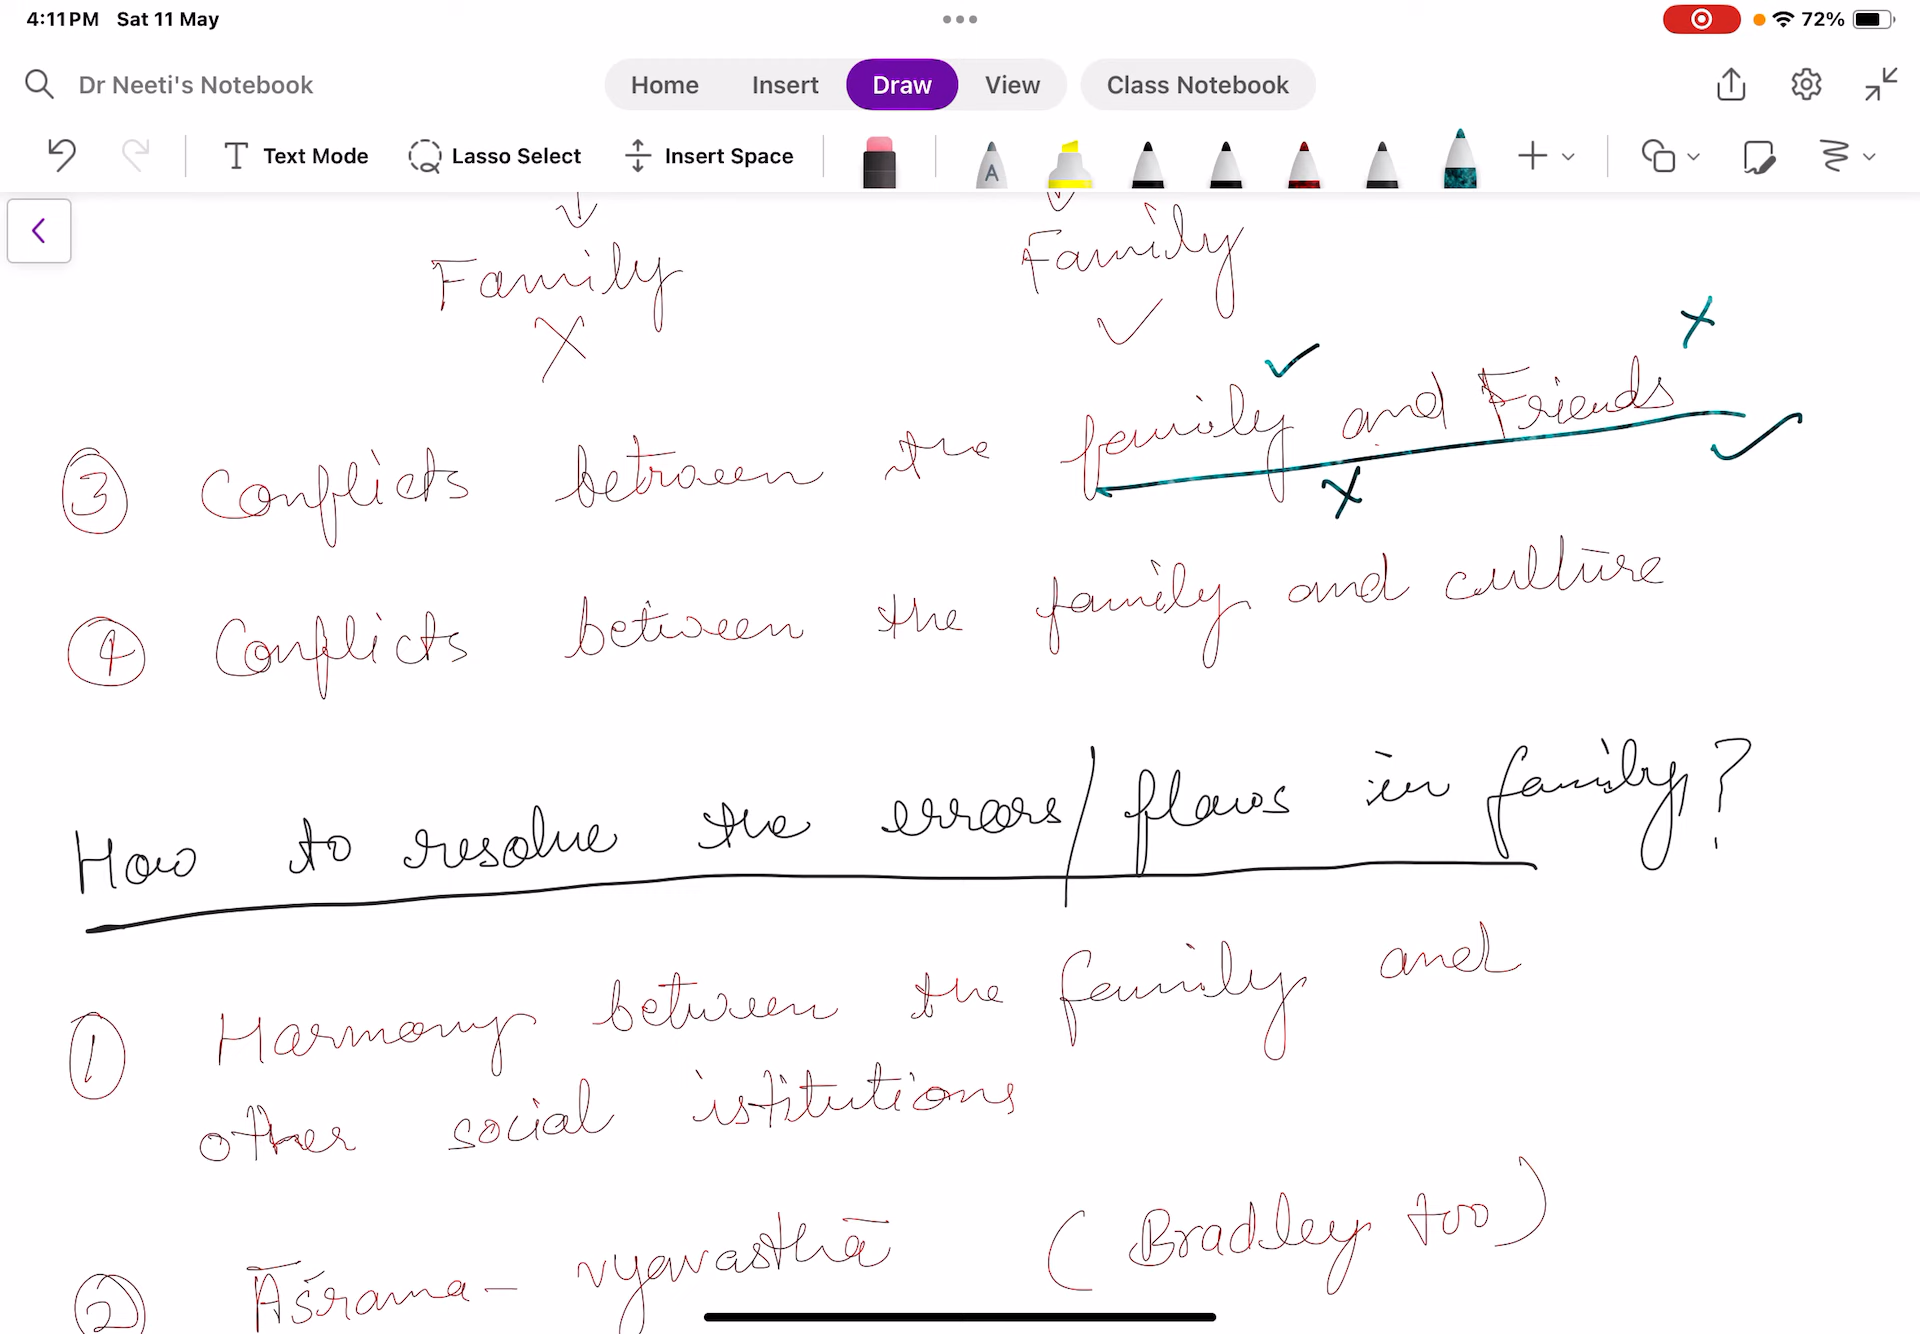 4:11 PM Sat 11 May
72%
Dr Neeti's Notebook
Home Insert Draw View Class Notebook
T Text Mode Lasso Select Insert Space A
Family Family
X ✓
✓ X
③ Conflicts between the family and Friends ✓
X
④ Conflicts between the family and culture
How to resolve the errors/flaws in family?
① Harmony between the family and
other social istitutions
② Āśrama-vyavasthā (Bradley too)